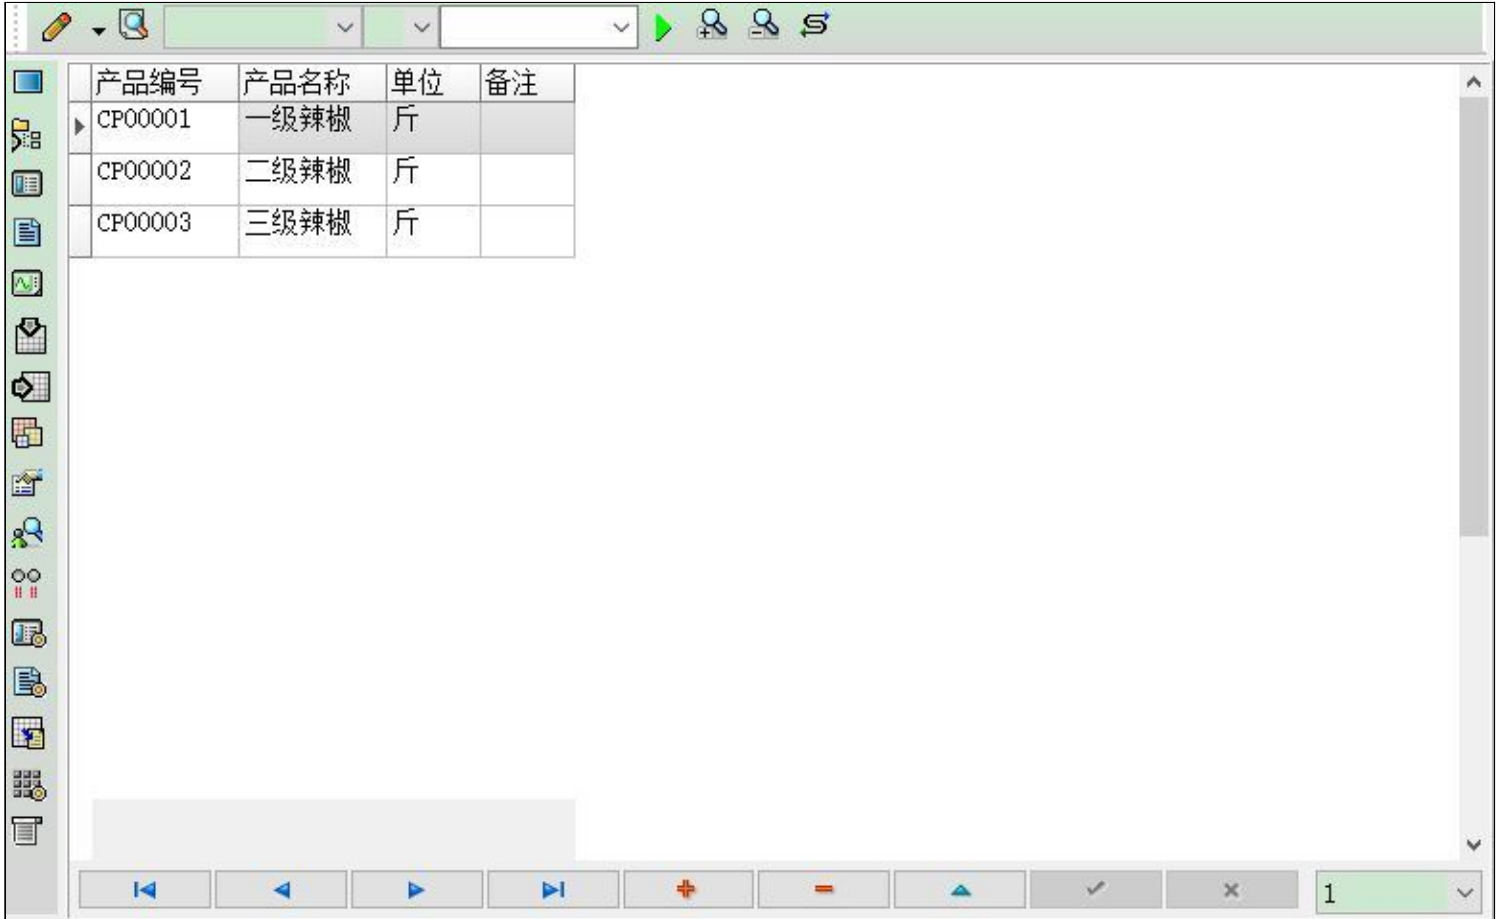 产品编号 产品名称 单位 备注
CP00001 一级辣椒 斤
CP00002 二级辣椒 斤
CP00003 三级辣椒 斤
1